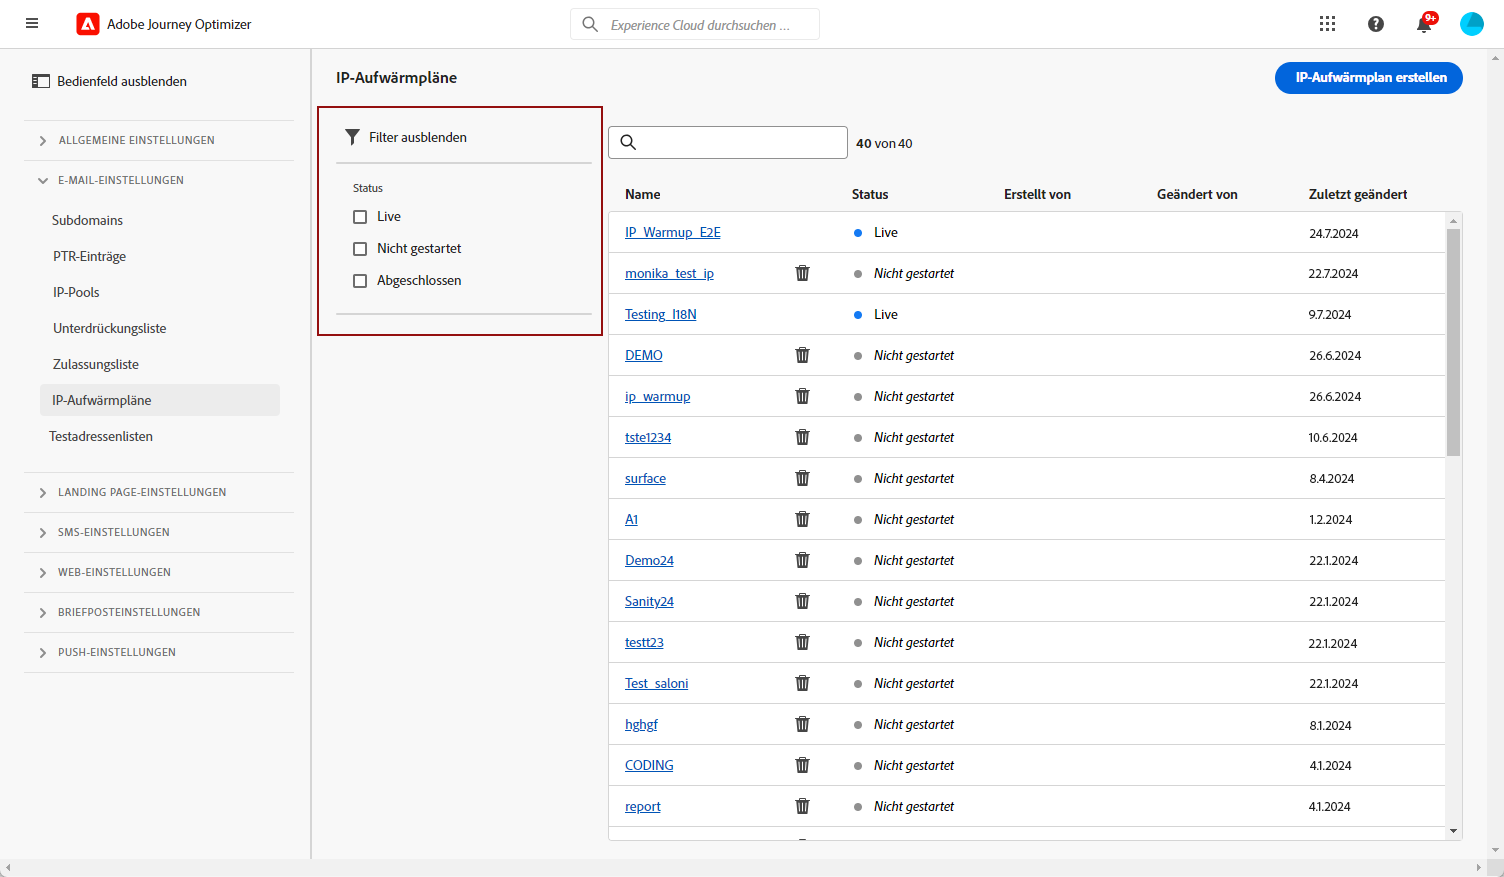 Adobe Journey Optimizer
Experience Cloud durchsuchen ...
9+
Bedienfeld ausblenden
ALLGEMEINE EINSTELLUNGEN
E-MAIL-EINSTELLUNGEN
Subdomains
PTR-Einträge
IP-Pools
Unterdrückungsliste
Zulassungsliste
IP-Aufwärmpläne
Testadressenlisten
LANDING PAGE-EINSTELLUNGEN
SMS-EINSTELLUNGEN
WEB-EINSTELLUNGEN
BRIEFPOSTEINSTELLUNGEN
PUSH-EINSTELLUNGEN
IP-Aufwärmpläne
IP-Aufwärmplan erstellen
Filter ausblenden
Status
Live
Nicht gestartet
Abgeschlossen
40 von 40
Name Status Erstellt von Geändert von Zuletzt geändert
IP_Warmup_E2E Live 24.7.2024
monika_test_ip Nicht gestartet 22.7.2024
Testing_I18N Live 9.7.2024
DEMO Nicht gestartet 26.6.2024
ip_warmup Nicht gestartet 26.6.2024
tste1234 Nicht gestartet 10.6.2024
surface Nicht gestartet 8.4.2024
A1 Nicht gestartet 1.2.2024
Demo24 Nicht gestartet 22.1.2024
Sanity24 Nicht gestartet 22.1.2024
testt23 Nicht gestartet 22.1.2024
Test_saloni Nicht gestartet 22.1.2024
hghgf Nicht gestartet 8.1.2024
CODING Nicht gestartet 4.1.2024
report Nicht gestartet 4.1.2024